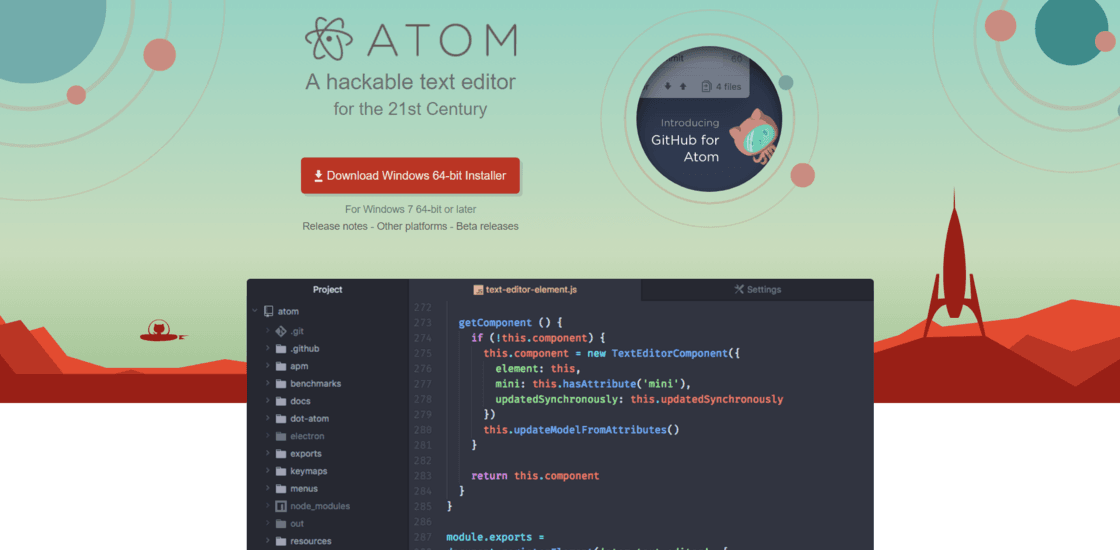 ATOM
A hackable text editor
for the 21st Century
Download Windows 64-bit Installer
For Windows 7 64-bit or later
Release notes - Other platforms - Beta releases
4 files
Introducing
GitHub for
Atom
Project
atom
.git
.github
apm
benchmarks
docs
dot-atom
electron
exports
keymaps
menus
node_modules
out
resources
text-editor-element.js
Settings
272
273 getComponent () {
274 if (!this.component) {
275 this.component = new TextEditorComponent({
276 element: this,
277 mini: this.hasAttribute('mini'),
278 updatedSynchronously: this.updatedSynchronously
279 })
280 this.updateModelFromAttributes()
281 }
282
283 return this.component
284 }
285 }
286
287 module.exports =